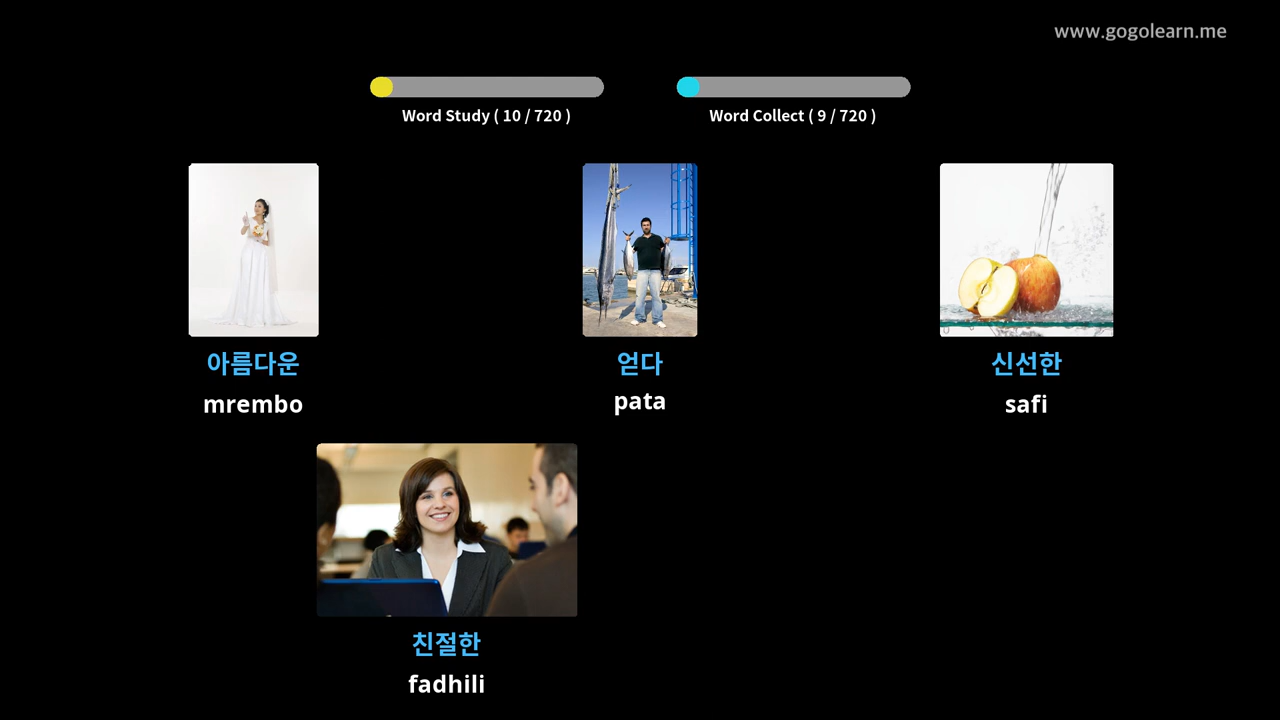 www.gogolearn.me
Word Study ( 10 / 720 )
Word Collect ( 9 / 720 )
아름다운
mrembo
얻다
pata
신선한
safi
친절한
fadhili